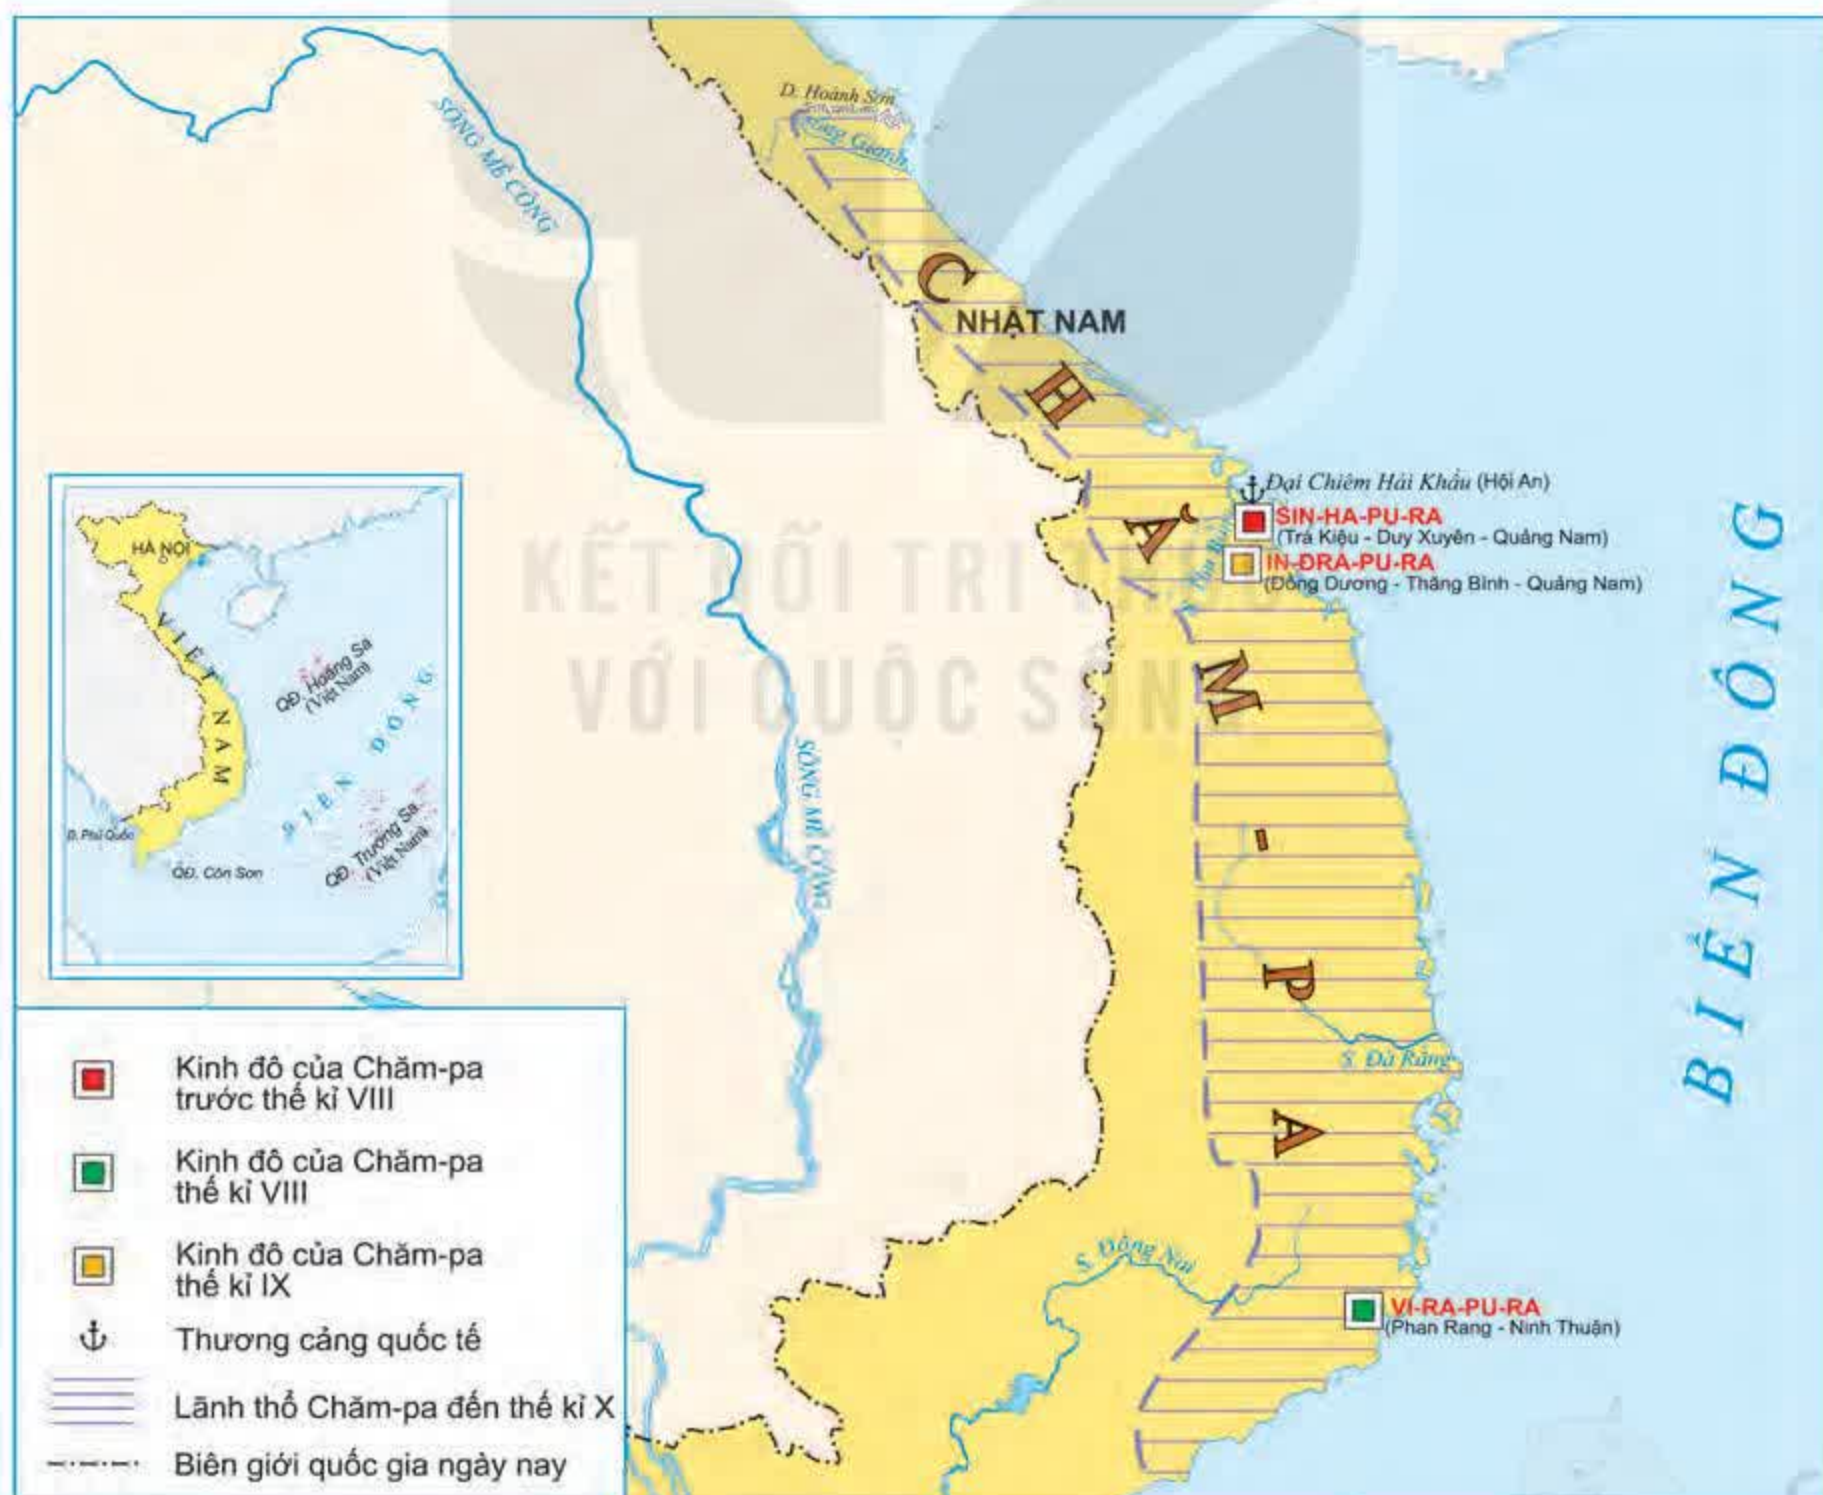 D. Hoành Sơn
Sông Gianh
SÔNG MÊ CÔNG
CHĂM-PA
NHẬT NAM
Đại Chiêm Hải Khẩu (Hội An)
SIN-HA-PU-RA
(Trà Kiệu - Duy Xuyên - Quảng Nam)
IN-ĐRA-PU-RA
(Đồng Dương - Thăng Bình - Quảng Nam)
S. Thu Bồn
KẾT NỐI TRI THỨC
VỚI CUỘC SỐNG
BIỂN ĐÔNG
HÀ NỘI
VIỆT NAM
QĐ. Hoàng Sa
(Việt Nam)
BIỂN ĐÔNG
QĐ. Trường Sa
(Việt Nam)
Đ. Phú Quốc
QĐ. Côn Sơn
SÔNG MÊ CÔNG
S. Đà Rằng
S. Đồng Nai
VI-RA-PU-RA
(Phan Rang - Ninh Thuận)
Kinh đô của Chăm-pa
trước thế kỉ VIII
Kinh đô của Chăm-pa
thế kỉ VIII
Kinh đô của Chăm-pa
thế kỉ IX
Thương cảng quốc tế
Lãnh thổ Chăm-pa đến thế kỉ X
Biên giới quốc gia ngày nay